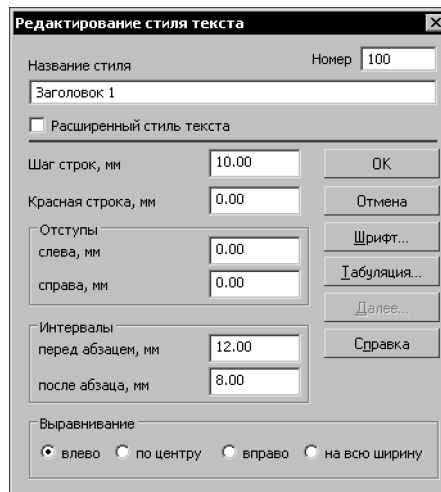 Редактирование стиля текста
Название стиля
Номер 100
Заголовок 1
Расширенный стиль текста
Шаг строк, мм 10.00 OK
Красная строка, мм 0.00 Отмена
Отступы
слева, мм 0.00 Шрифт...
справа, мм 0.00 Табуляция...
Далее...
Интервалы
перед абзацем, мм 12.00 Справка
после абзаца, мм 8.00
Выравнивание
влево по центру вправо на всю ширину